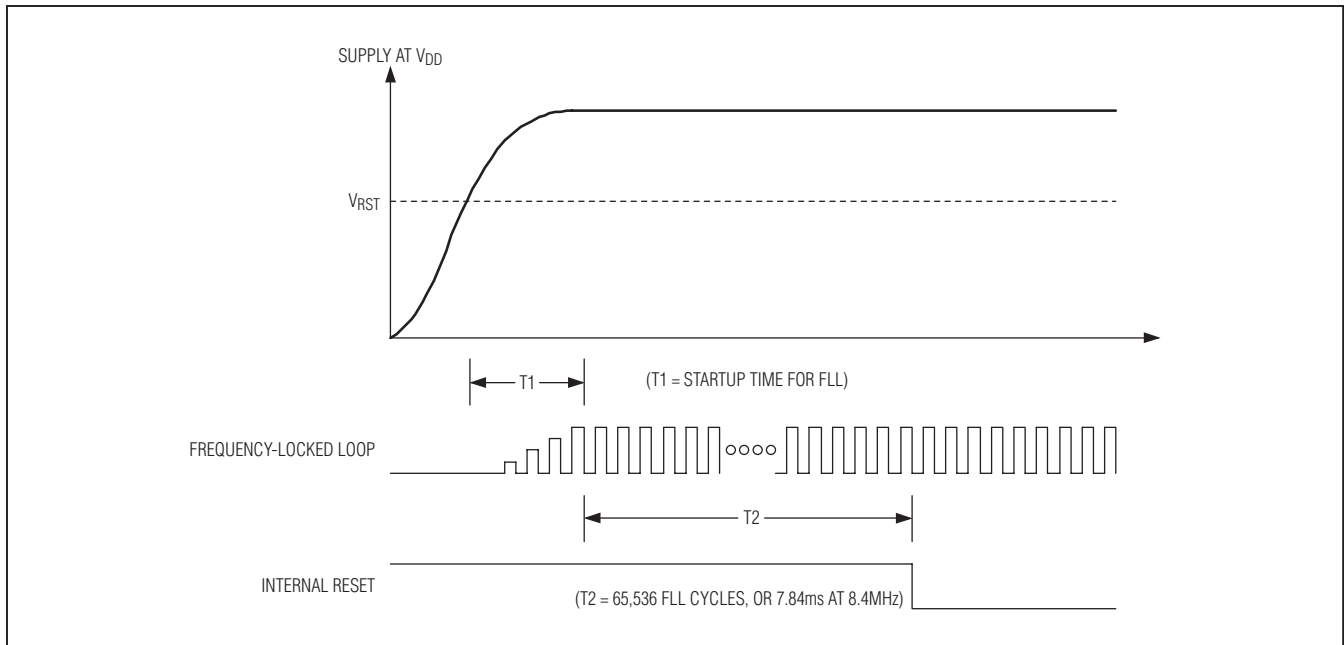 SUPPLY AT VDD
VRST
T1
(T1 = STARTUP TIME FOR FLL)
FREQUENCY-LOCKED LOOP
T2
INTERNAL RESET
(T2 = 65,536 FLL CYCLES, OR 7.84ms AT 8.4MHz)